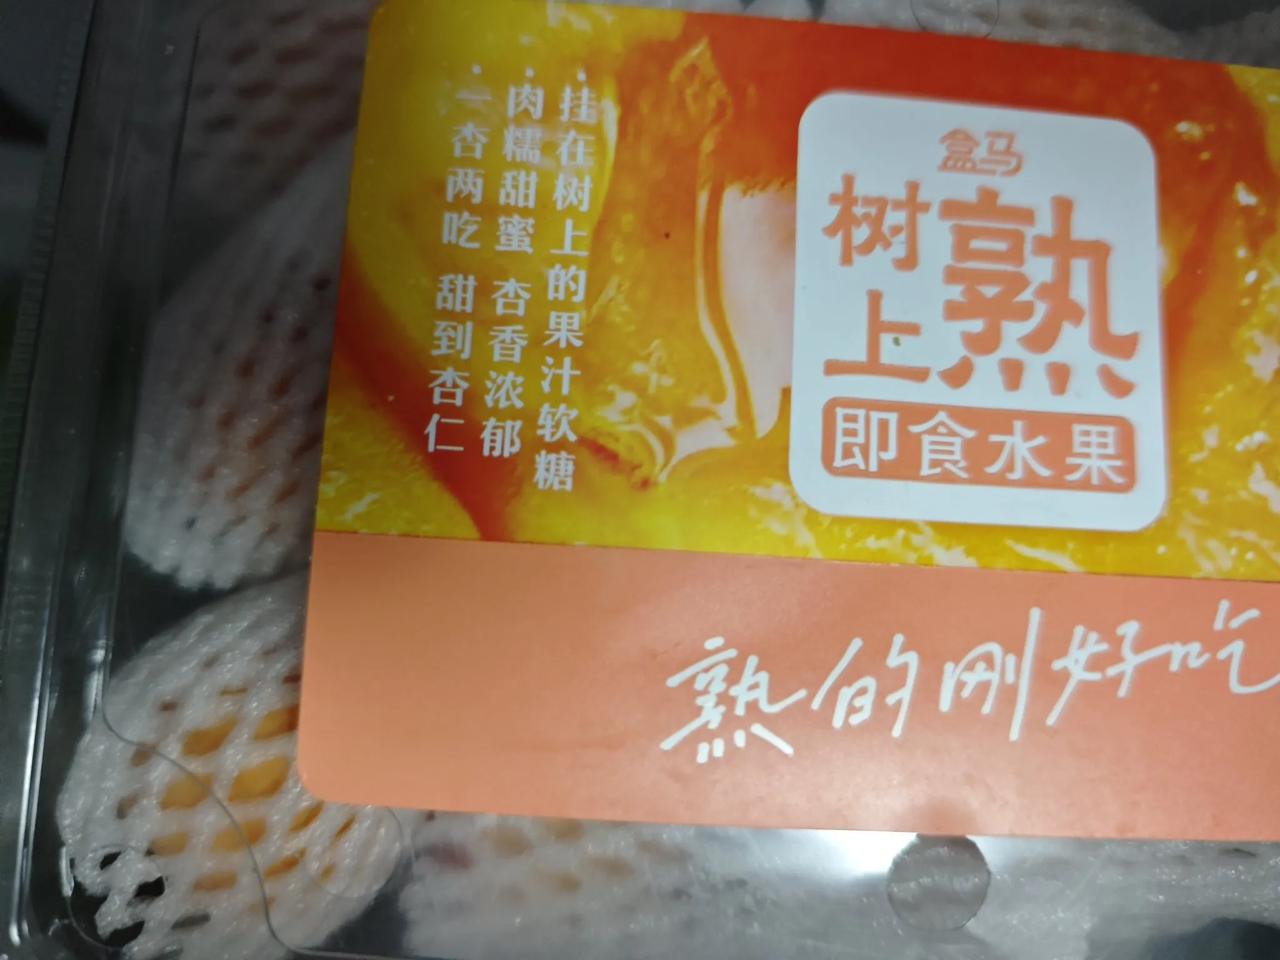 ·挂在树上的果汁软糖
·肉糯甜蜜 杏香浓郁
·一杏两吃 甜到杏仁
盒马
树上熟
即食水果
熟的刚好吃